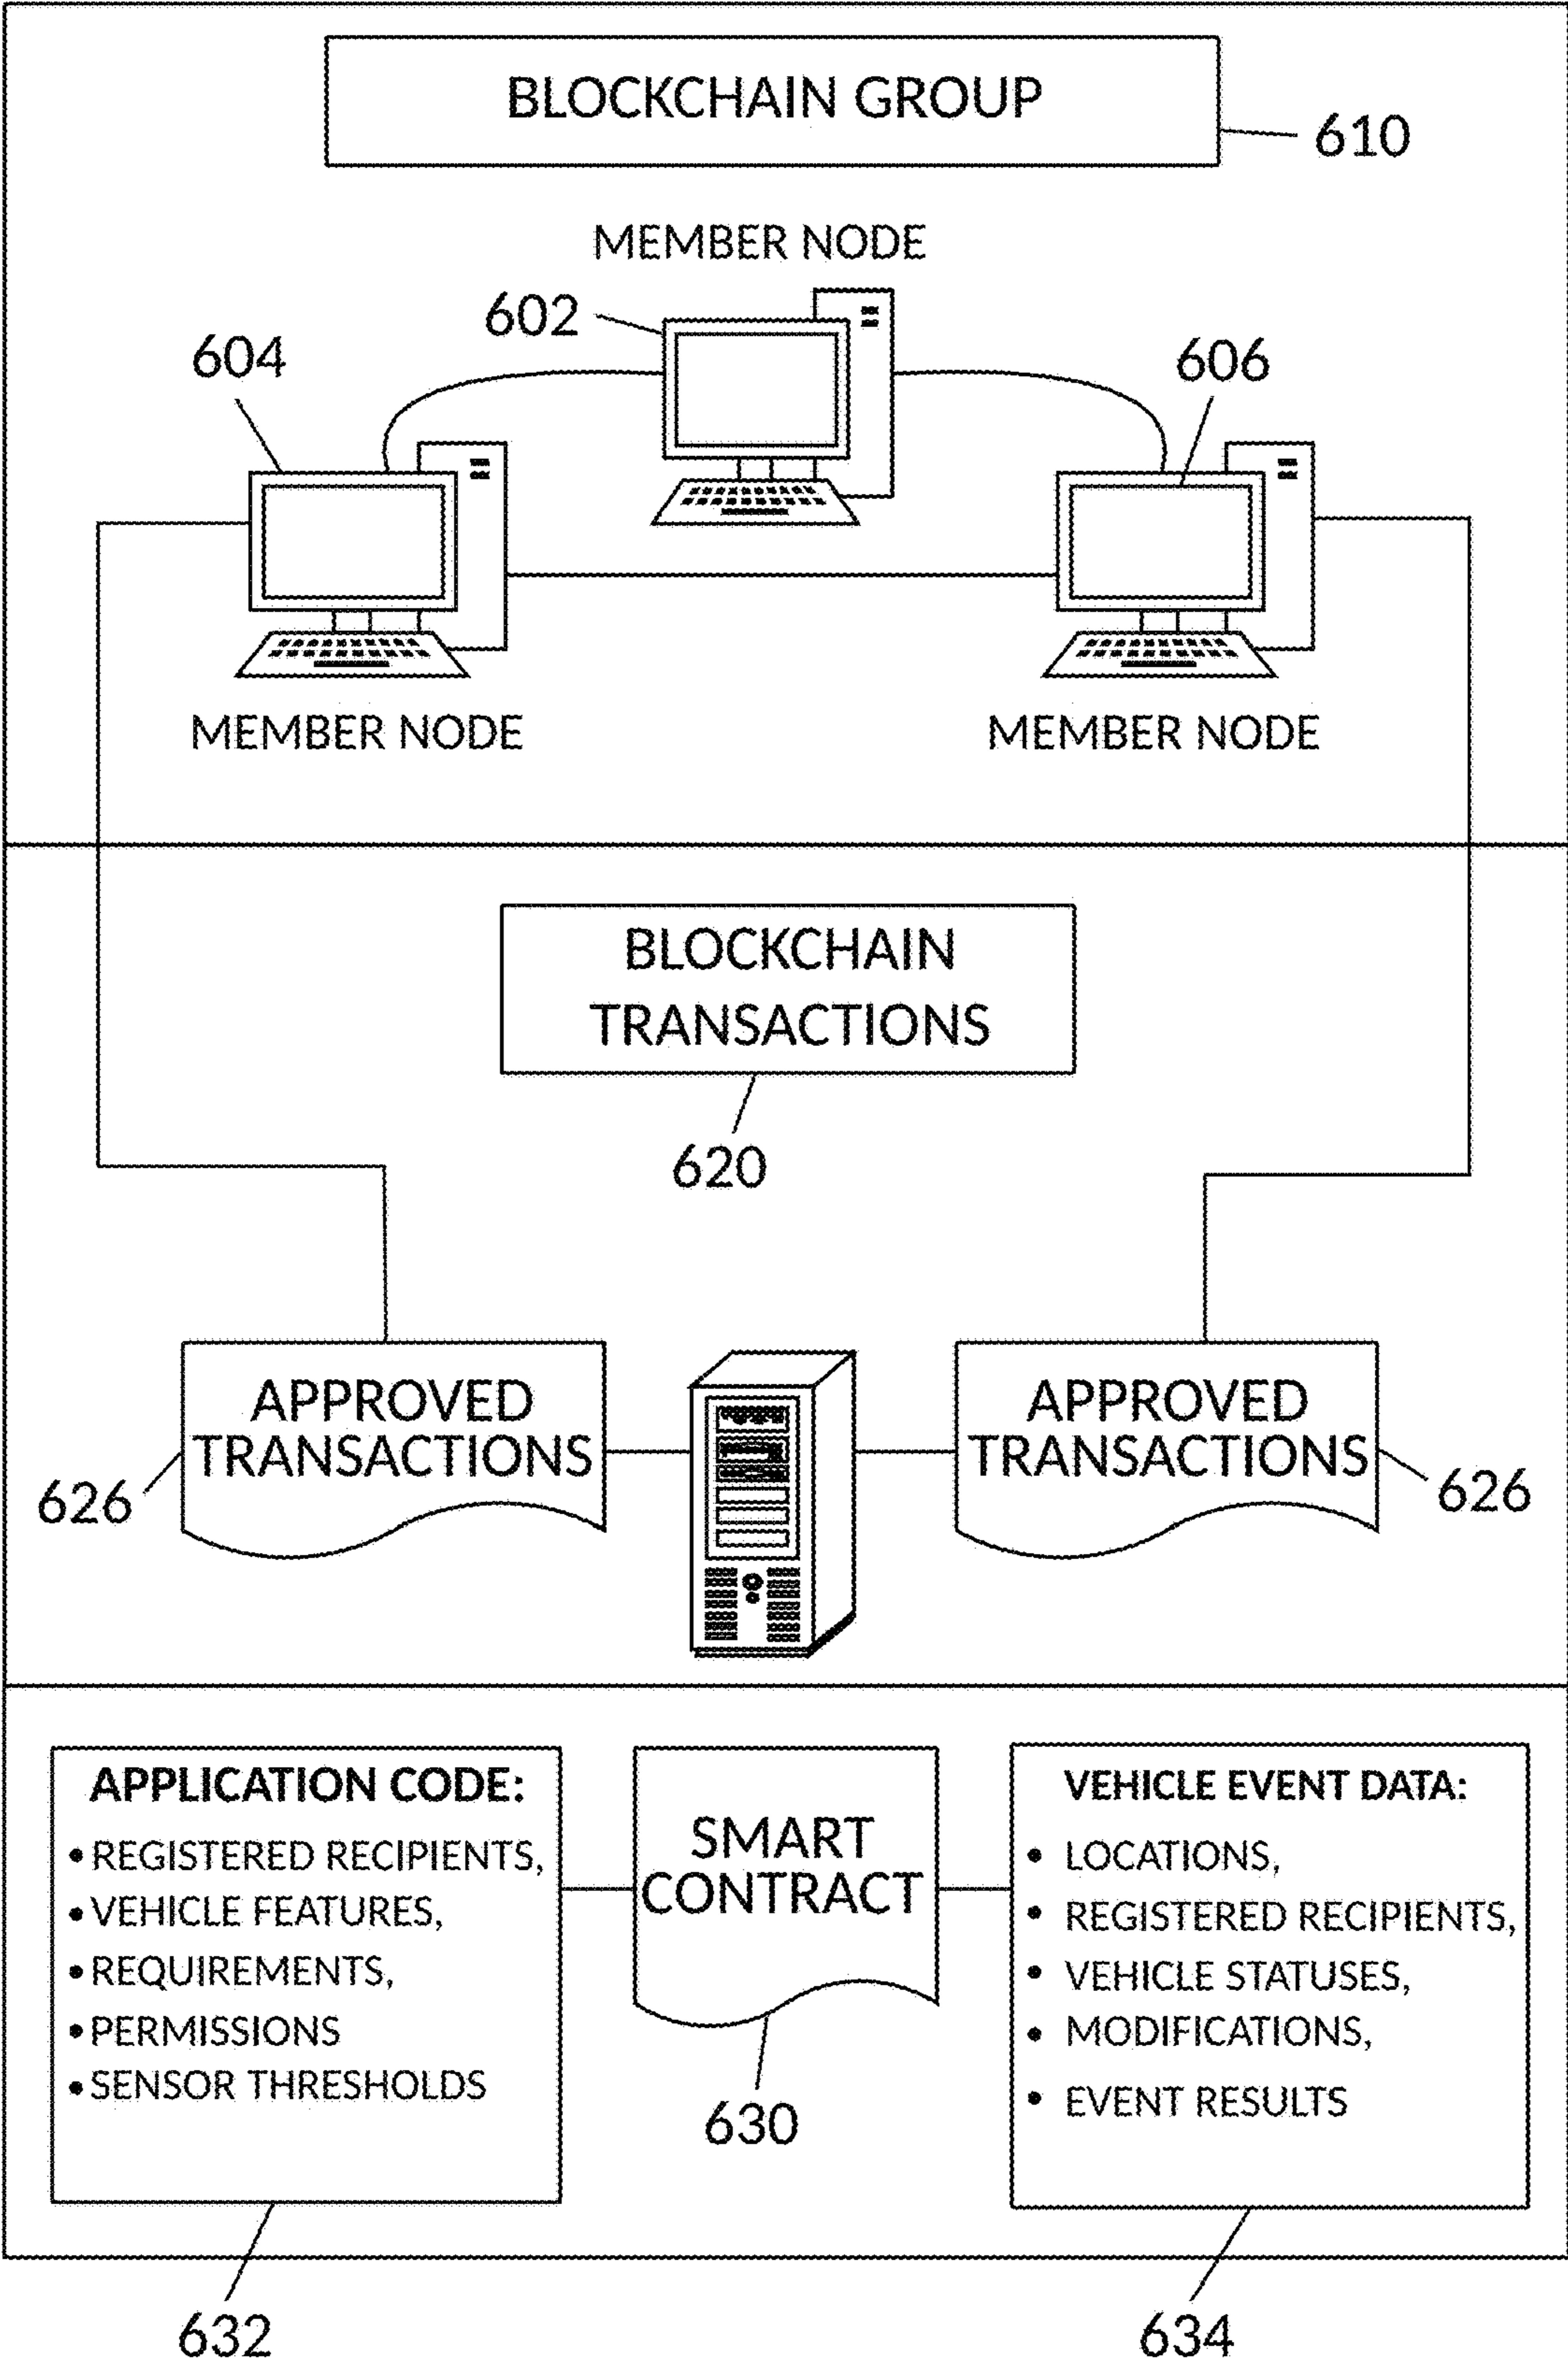 BLOCKCHAIN GROUP
610
MEMBER NODE
602
604
606
MEMBER NODE
MEMBER NODE
BLOCKCHAIN
TRANSACTIONS
620
APPROVED
TRANSACTIONS
626
APPROVED
TRANSACTIONS
626
APPLICATION CODE:
• REGISTERED RECIPIENTS,
• VEHICLE FEATURES,
• REQUIREMENTS,
• PERMISSIONS
• SENSOR THRESHOLDS
632
SMART
CONTRACT
630
VEHICLE EVENT DATA:
• LOCATIONS,
• REGISTERED RECIPIENTS,
• VEHICLE STATUSES,
• MODIFICATIONS,
• EVENT RESULTS
634